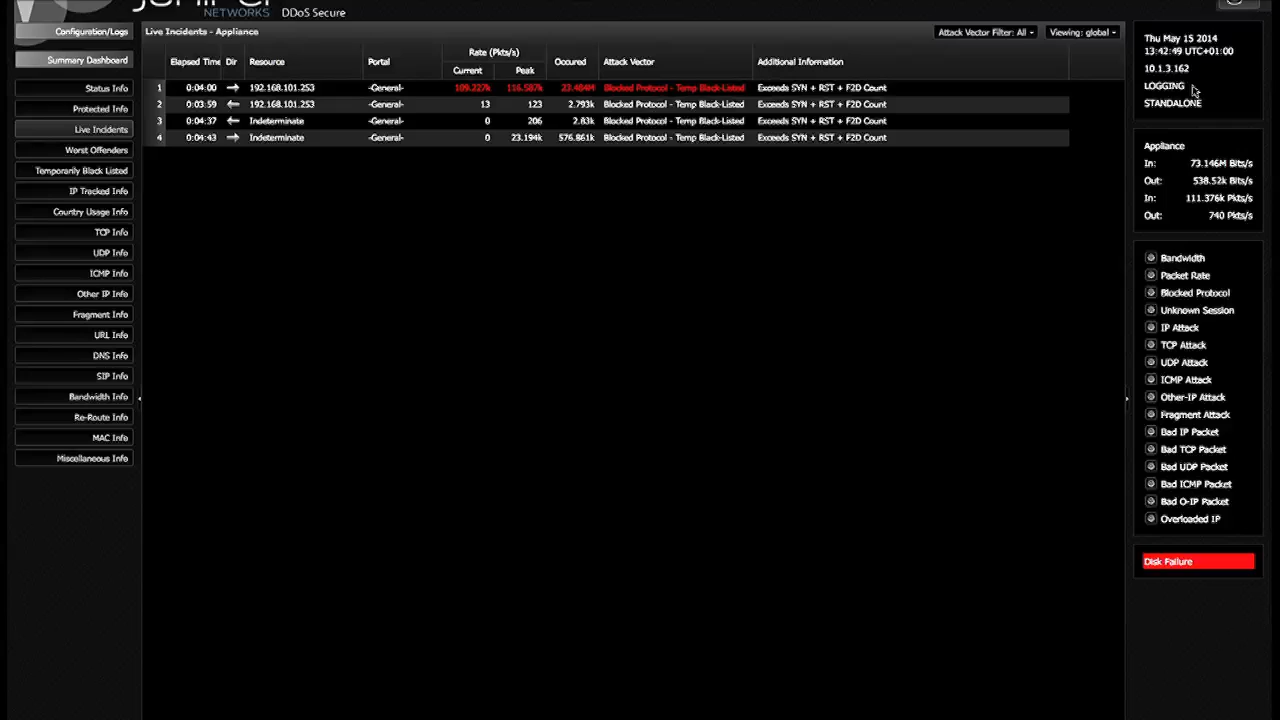 JUNIPEr
NETWORKS DDoS Secure
Configuration/Logs
Summary Dashboard
Status Info
Protected Info
Live Incidents
Worst Offenders
Temporarily Black Listed
IP Tracked Info
Country Usage Info
TCP Info
UDP Info
ICMP Info
Other IP Info
Fragment Info
URL Info
DNS Info
SIP Info
Bandwidth Info
Re-Route Info
MAC Info
Miscellaneous Info
Live Incidents - Appliance
Attack Vector Filter: All Viewing: global
Rate (Pkts/s)
Elapsed Time Dir Resource Portal Current Peak Occured Attack Vector Additional Information
1 0:04:00 → 192.168.101.253 -General- 109.227k 116.587k 23.484M Blocked Protocol - Temp Black-Listed Exceeds SYN + RST + F2D Count
2 0:03:59 ← 192.168.101.253 -General- 13 123 2.793k Blocked Protocol - Temp Black-Listed Exceeds SYN + RST + F2D Count
3 0:04:37 ← Indeterminate -General- 0 206 2.83k Blocked Protocol - Temp Black-Listed Exceeds SYN + RST + F2D Count
4 0:04:43 → Indeterminate -General- 0 23.194k 576.861k Blocked Protocol - Temp Black-Listed Exceeds SYN + RST + F2D Count
Thu May 15 2014
13:42:49 UTC+01:00
10.1.3.162
LOGGING
STANDALONE
Appliance
In: 73.146M Bits/s
Out: 538.52k Bits/s
In: 111.376k Pkts/s
Out: 740 Pkts/s
Bandwidth
Packet Rate
Blocked Protocol
Unknown Session
IP Attack
TCP Attack
UDP Attack
ICMP Attack
Other-IP Attack
Fragment Attack
Bad IP Packet
Bad TCP Packet
Bad UDP Packet
Bad ICMP Packet
Bad O-IP Packet
Overloaded IP
Disk Failure